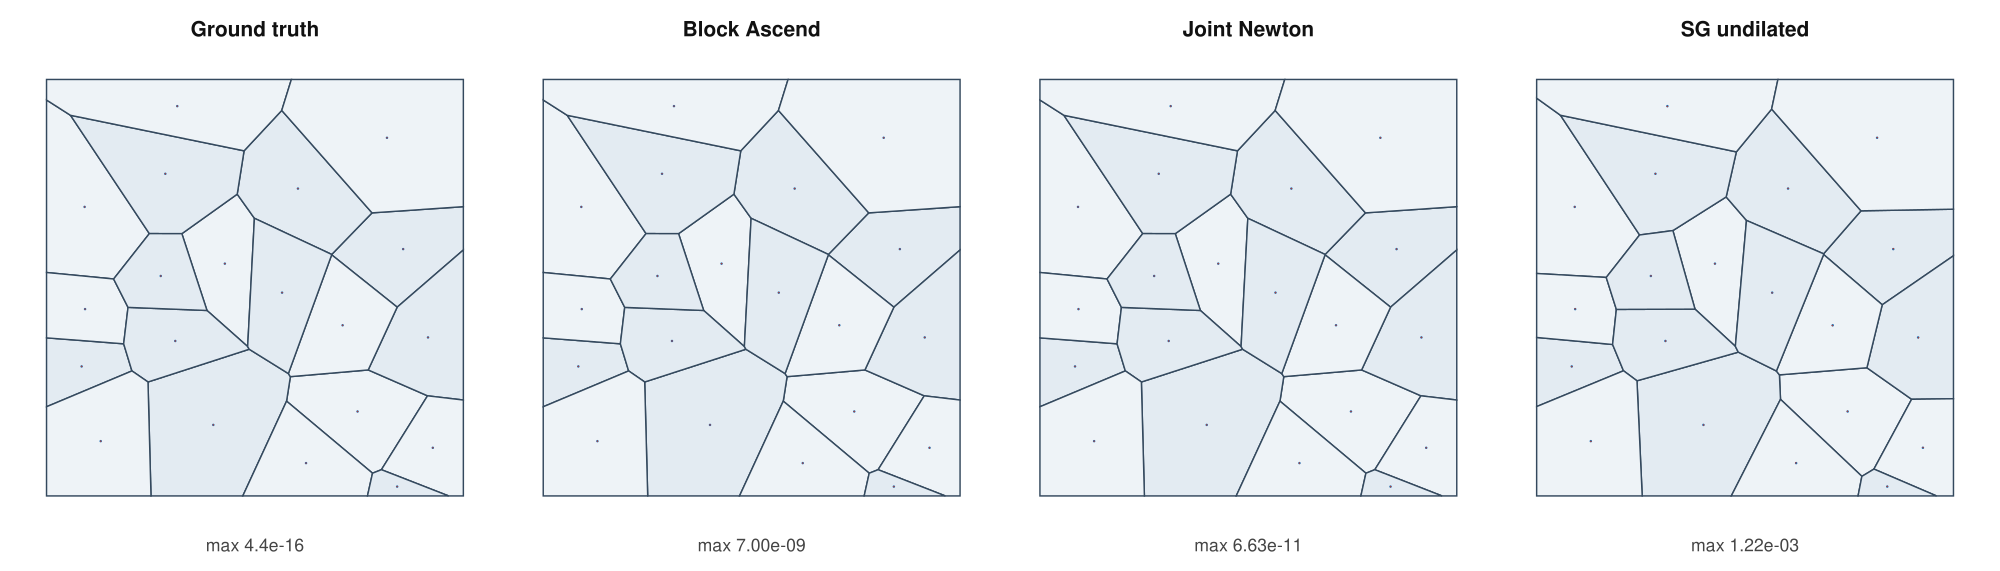 Ground truth
Block Ascend
Joint Newton
SG undilated
max 4.4e-16
max 7.00e-09
max 6.63e-11
max 1.22e-03